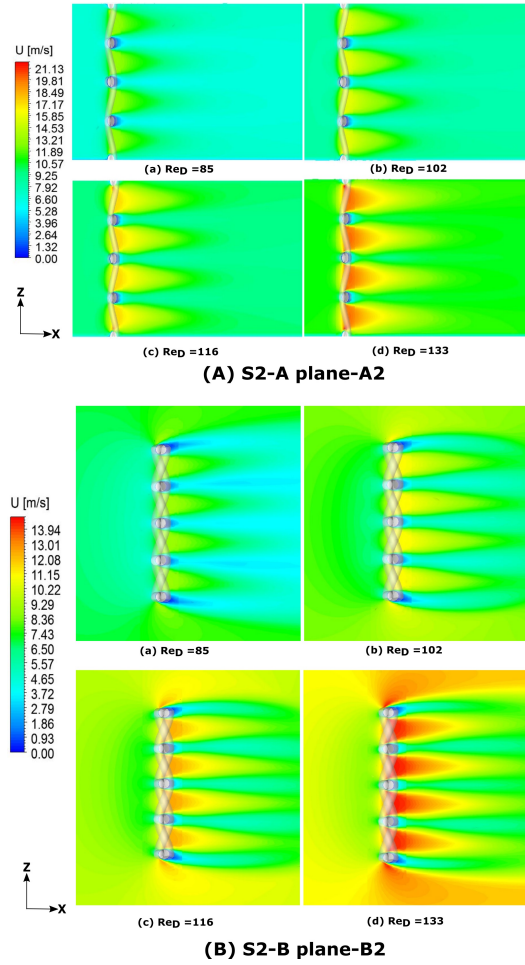 U [m/s]
21.13
19.81
18.49
17.17
15.85
14.53
13.21
11.89
10.57
9.25
7.92
6.60
5.28
3.96
2.64
1.32
0.00
Z
X
(a) ReD =85
(b) ReD =102
(c) ReD =116
(d) ReD =133
(A) S2-A plane-A2
U [m/s]
13.94
13.01
12.08
11.15
10.22
9.29
8.36
7.43
6.50
5.57
4.65
3.72
2.79
1.86
0.93
0.00
Z
X
(a) ReD =85
(b) ReD =102
(c) ReD =116
(d) ReD =133
(B) S2-B plane-B2